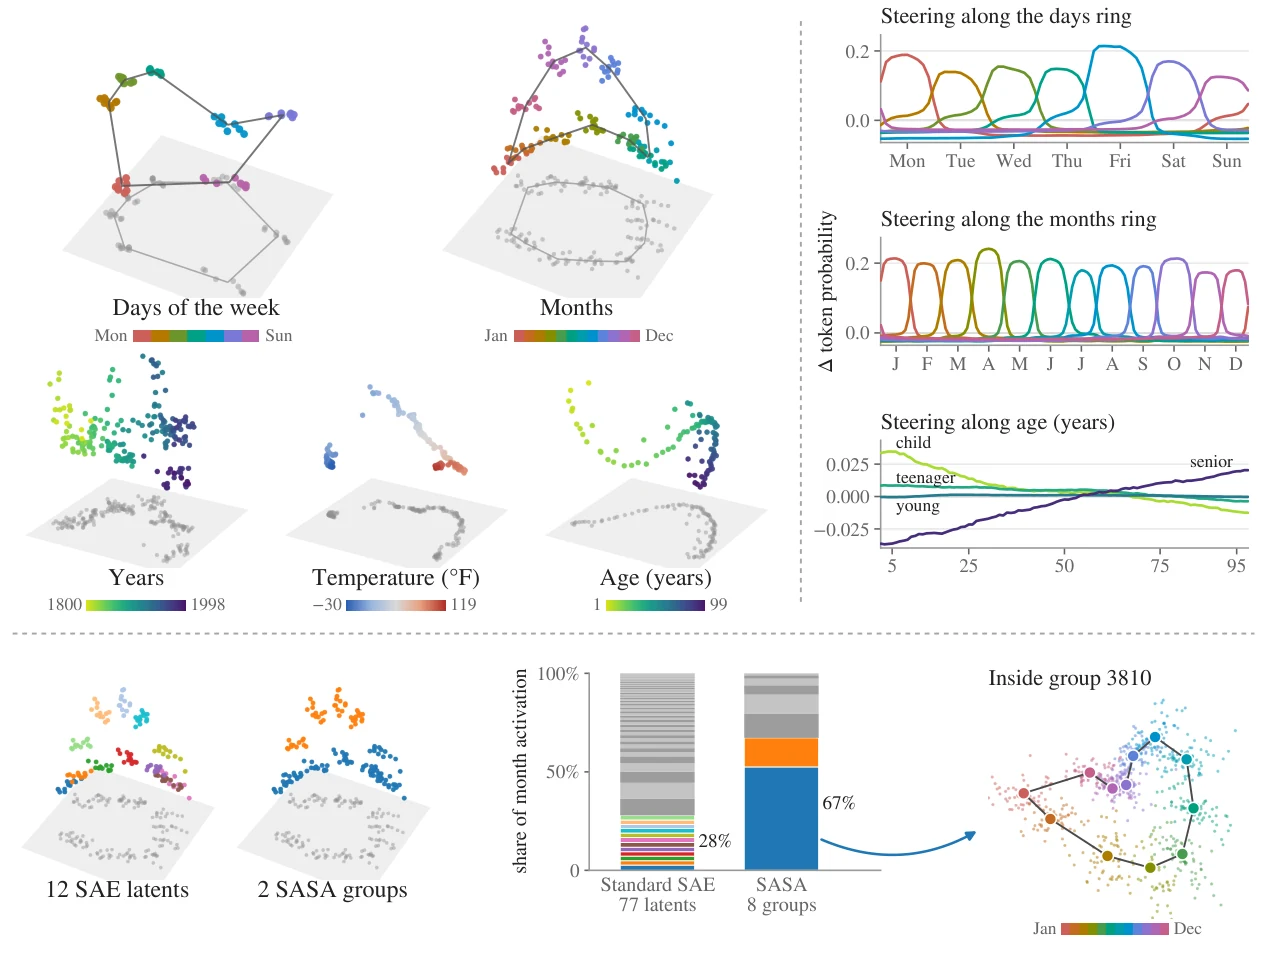 Days of the week
Mon Sun
Months
Jan Dec
Years
1800 1998
Temperature (°F)
−30 119
Age (years)
1 99
Steering along the days ring
0.2
0.0
Mon Tue Wed Thu Fri Sat Sun
Steering along the months ring
0.2
0.0
J F M A M J J A S O N D
Δ token probability
Steering along age (years)
child
senior
teenager
young
0.025
0.000
−0.025
5 25 50 75 95
12 SAE latents
2 SASA groups
share of month activation
100%
50%
0
28%
67%
Standard SAE
77 latents
SASA
8 groups
Inside group 3810
Jan Dec